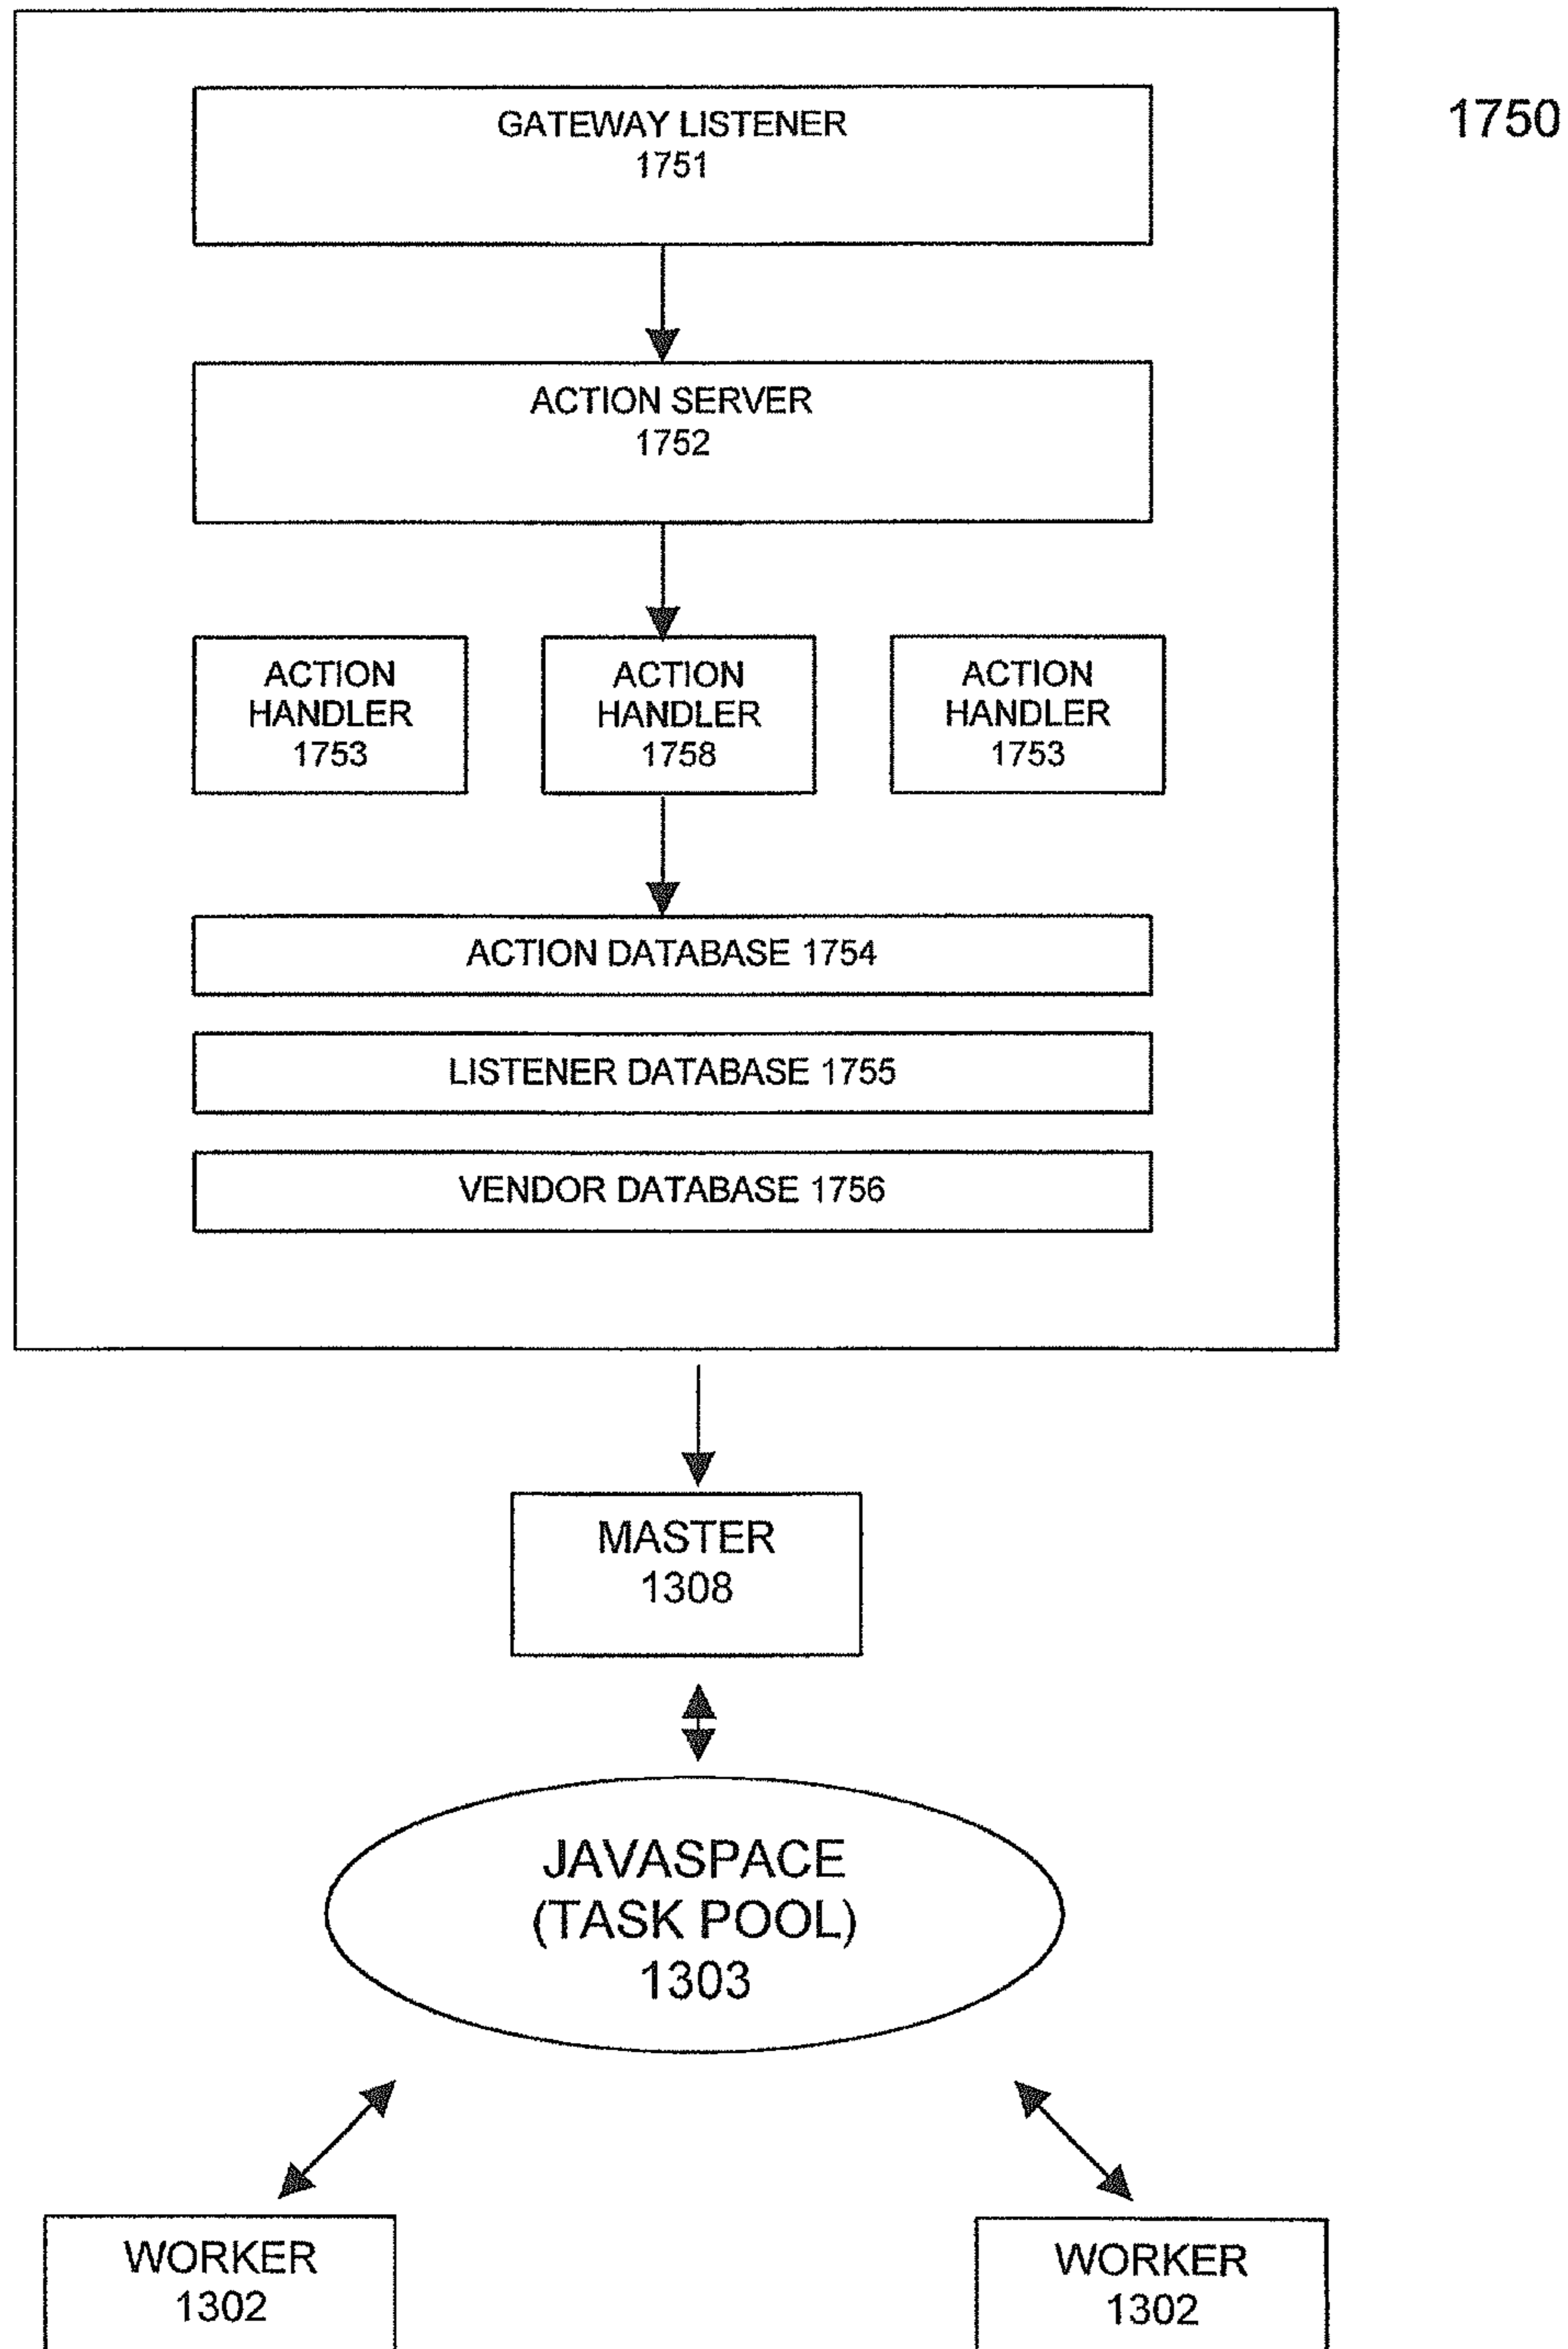 1750
GATEWAY LISTENER
1751
ACTION SERVER
1752
ACTION
HANDLER
1753
ACTION
HANDLER
1758
ACTION
HANDLER
1753
ACTION DATABASE 1754
LISTENER DATABASE 1755
VENDOR DATABASE 1756
MASTER
1308
JAVASPACE
(TASK POOL)
1303
WORKER
1302
WORKER
1302